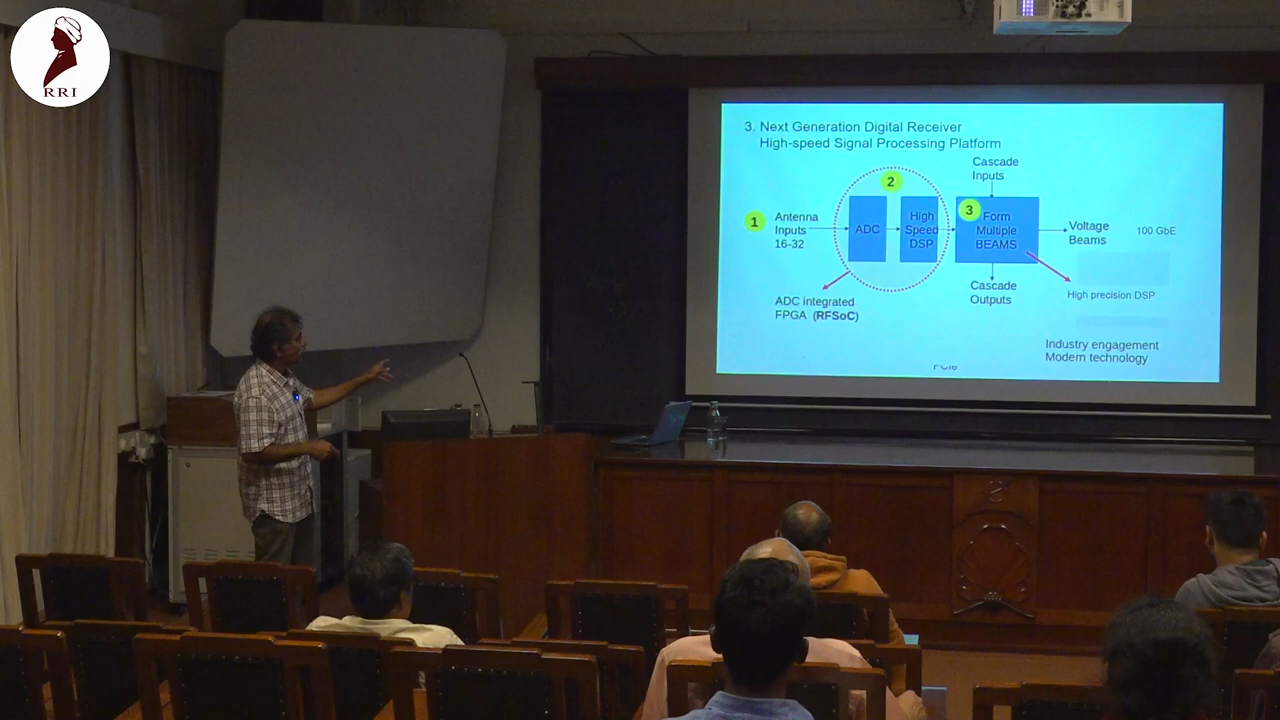 RRI
3. Next Generation Digital Receiver
High-speed Signal Processing Platform
Cascade
Inputs
2
1
Antenna
Inputs
16-32
ADC
High
Speed
DSP
3
Form
Multiple
BEAMS
Voltage
Beams
100 GbE
Cascade
Outputs
High precision DSP
ADC integrated
FPGA (RFSoC)
Industry engagement
Modern technology